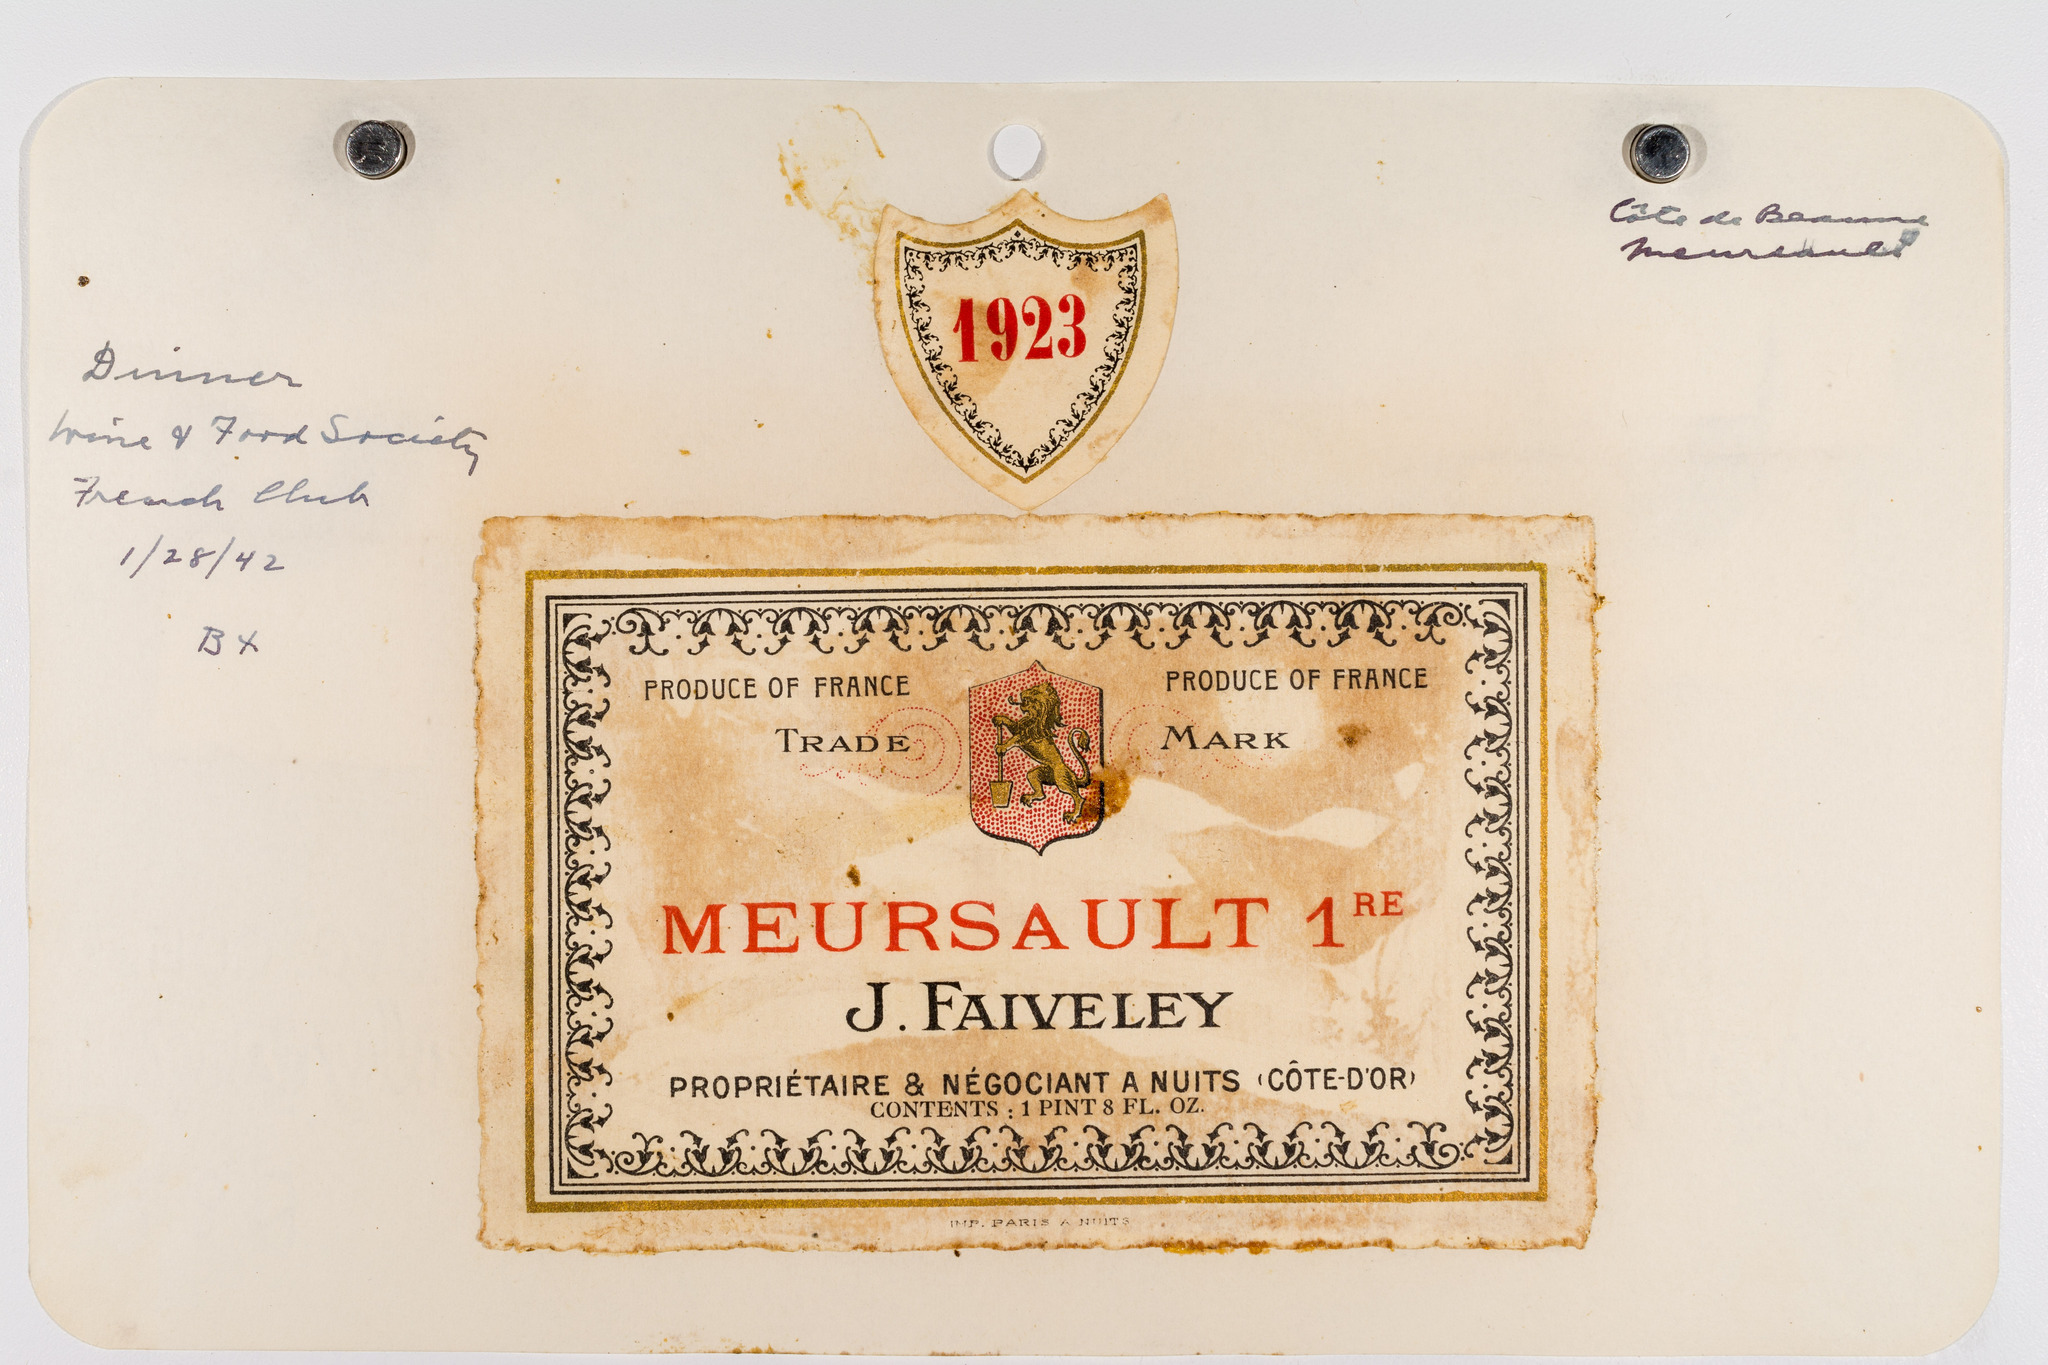 Côte de Beaune
Meursault
1923
Dinner
Wine & Food Society
French Club
1/28/42
B+
PRODUCE OF FRANCE
PRODUCE OF FRANCE
TRADE MARK
MEURSAULT 1RE
J. FAIVELEY
PROPRIÉTAIRE & NÉGOCIANT A NUITS (CÔTE-D'OR)
CONTENTS : 1 PINT 8 FL. OZ.
IMP. PARIS A NUITS